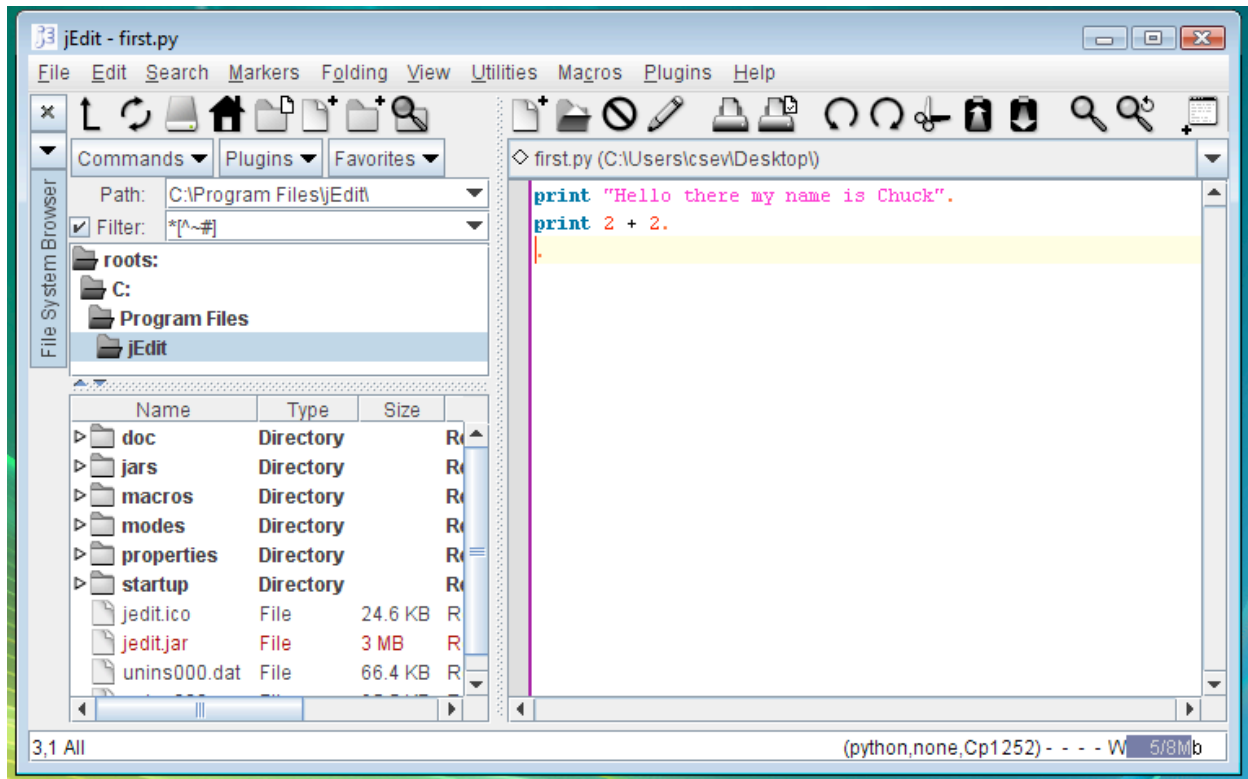 jEdit - first.py
File Edit Search Markers Folding View Utilities Macros Plugins Help
Commands Plugins Favorites
first.py (C:\Users\csev\Desktop\)
File System Browser
Path: C:\Program Files\jEdit\
Filter: *[^~#]
roots:
C:
Program Files
jEdit
Name Type Size
doc Directory
jars Directory
macros Directory
modes Directory
properties Directory
startup Directory
jedit.ico File 24.6 KB R
jedit.jar File 3 MB R
unins000.dat File 66.4 KB R
print "Hello there my name is Chuck".
print 2 + 2.
.
3,1 All
(python,none,Cp1252) - - - - W 5/8Mb